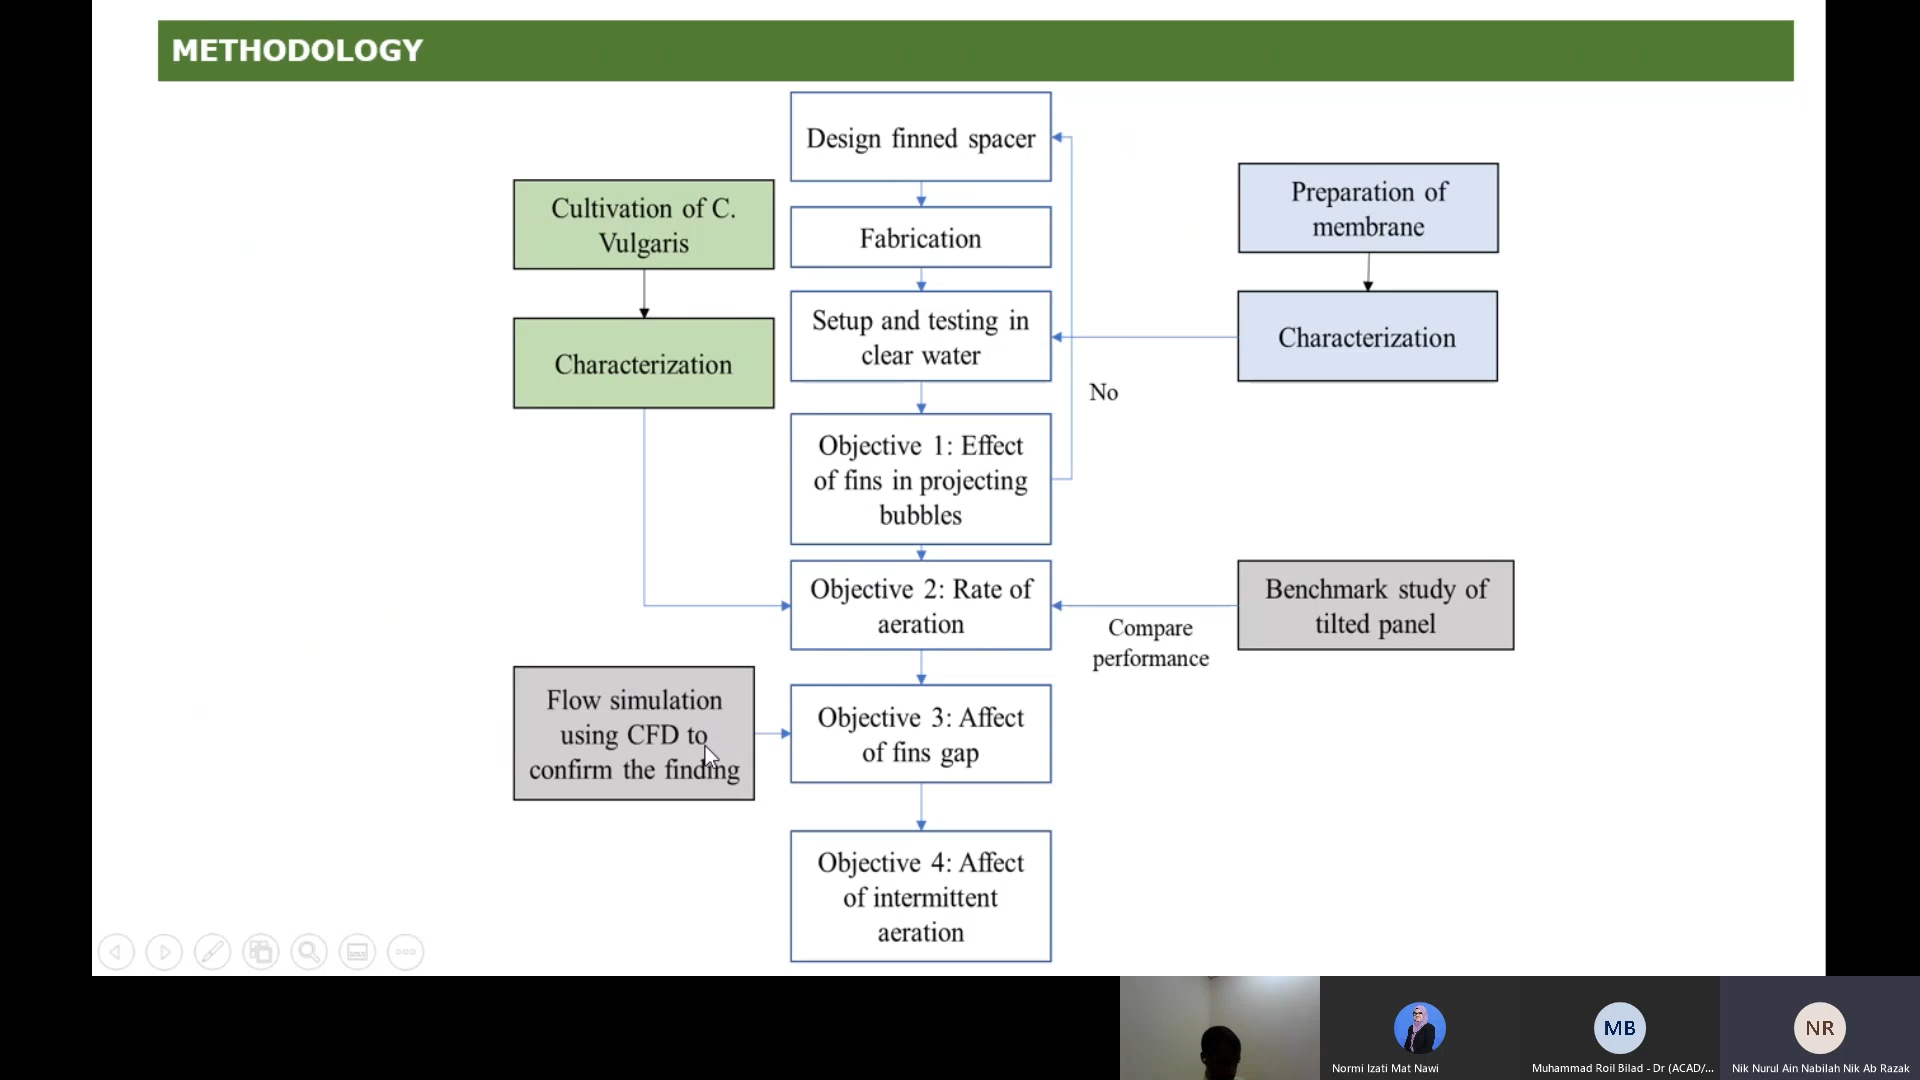 METHODOLOGY
Design finned spacer
Cultivation of C.
Vulgaris
Fabrication
Preparation of
membrane
Characterization
Setup and testing in
clear water
Characterization
No
Objective 1: Effect
of fins in projecting
bubbles
Objective 2: Rate of
aeration
Benchmark study of
tilted panel
Compare
performance
Flow simulation
using CFD to
confirm the finding
Objective 3: Affect
of fins gap
Objective 4: Affect
of intermittent
aeration
MB
NR
Normi Izati Mat Nawi
Muhammad Roil Bilad - Dr (ACAD/...
Nik Nurul Ain Nabilah Nik Ab Razak